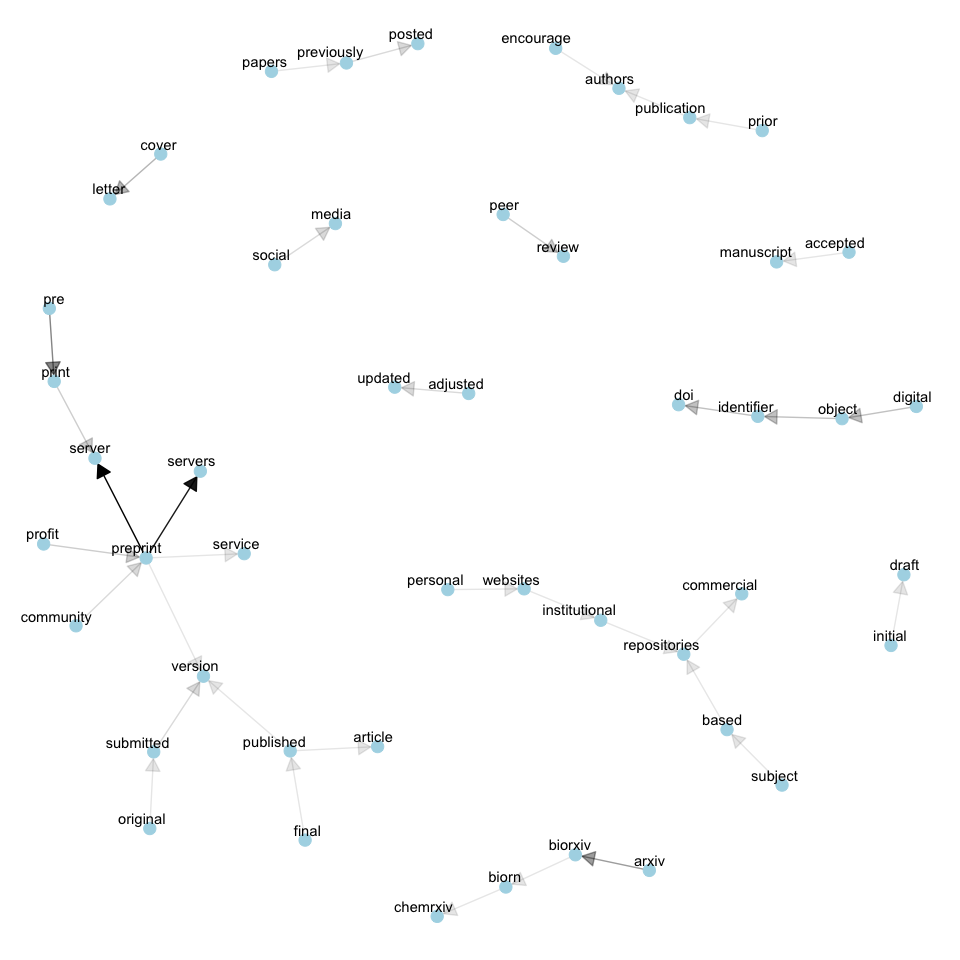 posted
encourage
previously
papers
authors
publication
prior
cover
letter
peer
media
review
accepted
social
manuscript
pre
print
updated
adjusted
doi
identifier
object
digital
server
servers
profit
preprint
service
draft
personal
websites
commercial
institutional
community
initial
repositories
version
based
submitted
published
article
subject
original
final
biorxiv
arxiv
biorn
chemrxiv